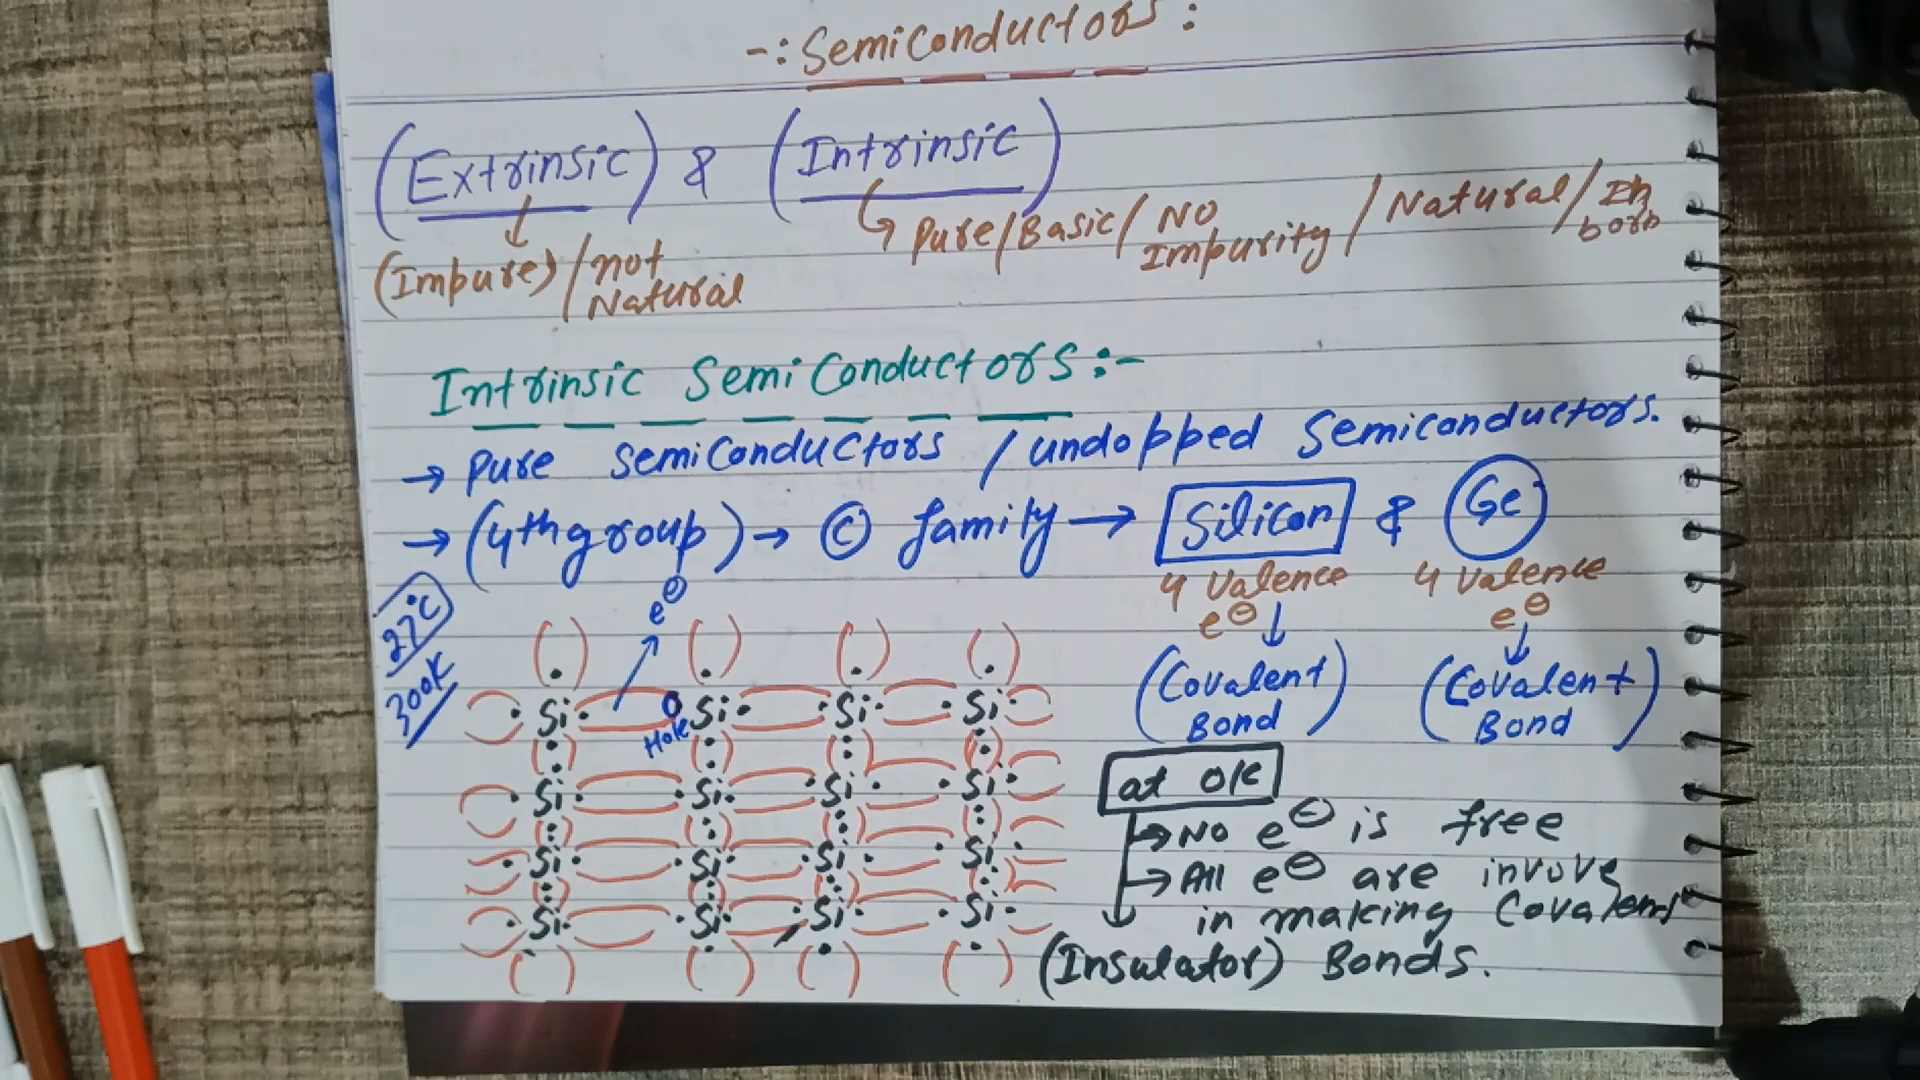 -: Semiconductors :
(Extrinsic) & (Intrinsic)
(Impure) / not Natural
Pure / Basic / NO Impurity / Natural / In born
Intrinsic Semiconductors :-
→ Pure semiconductors / undopped Semiconductors.
→ (4th group) → © family → Silicon & Ge
4 Valence e⊖ ↓
4 Valence e⊖ ↓
(Covalent Bond)
(Covalent Bond)
27°C
300K
e⊖
Si Hole Si Si Si
Si Si Si Si
Si Si Si Si
Si Si Si Si
at 0K
→ NO e⊖ is free
→ All e⊖ are invove
in making Covalent
(Insulator) Bonds.